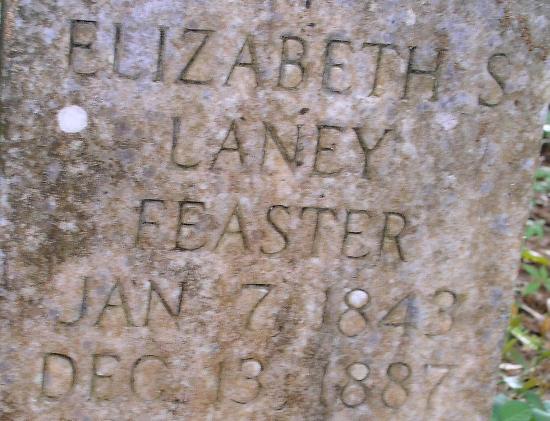 ELIZABETH S
LANEY
FEASTER
JAN 7 1843
DEC 13 1887